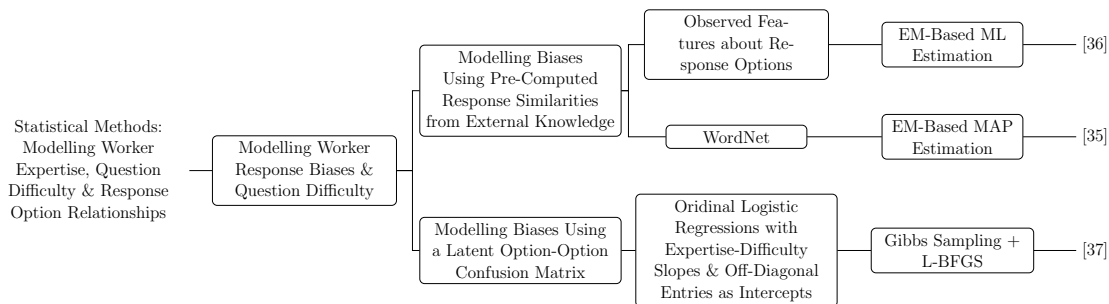 Statistical Methods:
Modelling Worker
Expertise, Question
Difficulty & Response
Option Relationships
Modelling Worker
Response Biases &
Question Difficulty
Modelling Biases
Using Pre-Computed
Response Similarities
from External Knowledge
Observed Fea-
tures about Re-
sponse Options
EM-Based ML
Estimation
[36]
WordNet
EM-Based MAP
Estimation
[35]
Modelling Biases Using
a Latent Option-Option
Confusion Matrix
Oridinal Logistic
Regressions with
Expertise-Difficulty
Slopes & Off-Diagonal
Entries as Intercepts
Gibbs Sampling +
L-BFGS
[37]